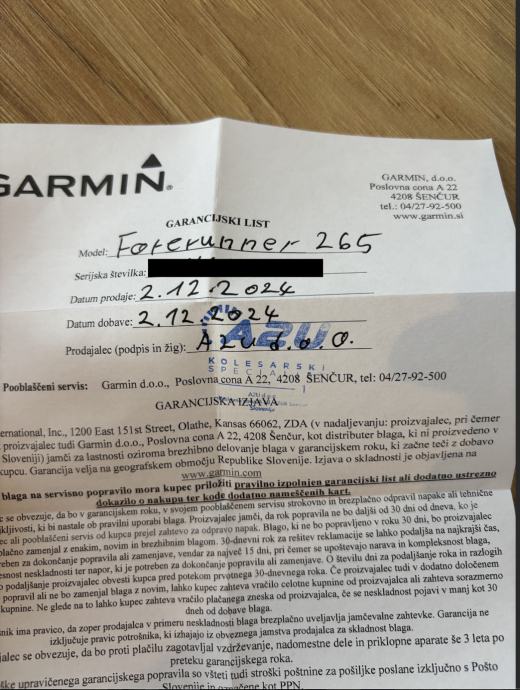 GARMIN®
GARMIN, d.o.o.
Poslovna cona A 22
4208 ŠENČUR
tel.: 04/27-92-500
www.garmin.si
GARANCIJSKI LIST
Model: Forerunner 265
Serijska številka:
Datum prodaje: 2.12.2024
Datum dobave: 2.12.2024
Prodajalec (podpis in žig): Azu d.o.o.
AZU
KOLESARSKI
SPECIAL
Pooblaščeni servis: Garmin d.o.o., Poslovna cona A 22, 4208 ŠENČUR, tel: 04/27-92-500
GARANCIJSKA IZJAVA
ernational, Inc., 1200 East 151st Street, Olathe, Kansas 66062, ZDA (v nadaljevanju: proizvajalec, pri čemer
proizvajalec tudi Garmin d.o.o., Poslovna cona A 22, 4208 Šenčur, kot distributer blaga, ki ni proizvedeno v
Sloveniji) jamči za lastnosti oziroma brezhibno delovanje blaga v garancijskem roku, ki začne teči z dobavo
kupcu. Garancija velja na geografskem območju Republike Slovenije. Izjava o skladnosti je objavljena na
www.garmin.com
blaga na servisno popravilo mora kupec priložiti pravilno izpolnjen garancijski list ali dodatno ustrezno
dokazilo o nakupu ter kode dodatno nameščenih kart.
se obvezuje, da bo v garancijskem roku, v svojem pooblaščenem servisu strokovno in brezplačno odpravil napake ali tehnične
kljivosti, ki bi nastale ob pravilni uporabi blaga. Proizvajalec jamči, da rok popravila ne bo daljši od 30 dni od dneva, ko je
ec ali pooblaščeni servis od kupca prejel zahtevo za odpravo napak. Blago, ki ne bo popravljeno v roku 30 dni, bo proizvajalec
plačno zamenjal z enakim, novim in brezhibnim blagom. 30-dnevni rok za rešitev reklamacije se lahko podaljša na najkrajši čas,
reben za dokončanje popravila ali zamenjave, vendar za največ 15 dni, pri čemer se upoštevajo narava in kompleksnost blaga,
esnost neskladnosti ter napor, ki je potreben za dokončanje popravila ali zamenjave. O številu dni za podaljšanje roka in razlogih
o podaljšanje proizvajalec obvesti kupca pred potekom prvotnega 30-dnevnega roka. Če proizvajalec tudi v dodatno določenem
popravil ali ne bo zamenjal blaga z novim, lahko kupec zahteva vračilo celotne kupnine od proizvajalca ali zahteva sorazmerno
kupnine. Ne glede na to lahko kupec zahteva vračilo plačanega zneska od proizvajalca, če se neskladnost pojavi v manj kot 30
dneh od dobave blaga.
nik ima pravico, da zoper prodajalca v primeru neskladnosti blaga brezplačno uveljavlja jamčevalne zahtevke. Garancija ne
izključuje pravic potrošnika, ki izhajajo iz obveznega jamstva prodajalca za skladnost blaga.
jalec se obvezuje, da bo proti plačilu zagotavljal vzdrževanje, nadomestne dele in priklopne aparate še 3 leta po
preteku garancijskega roka.
ške upravičenega garancijskega popravila so všteti tudi stroški poštnine za pošiljke poslane izključno s Pošto
Slovenije in označene kot PPN.